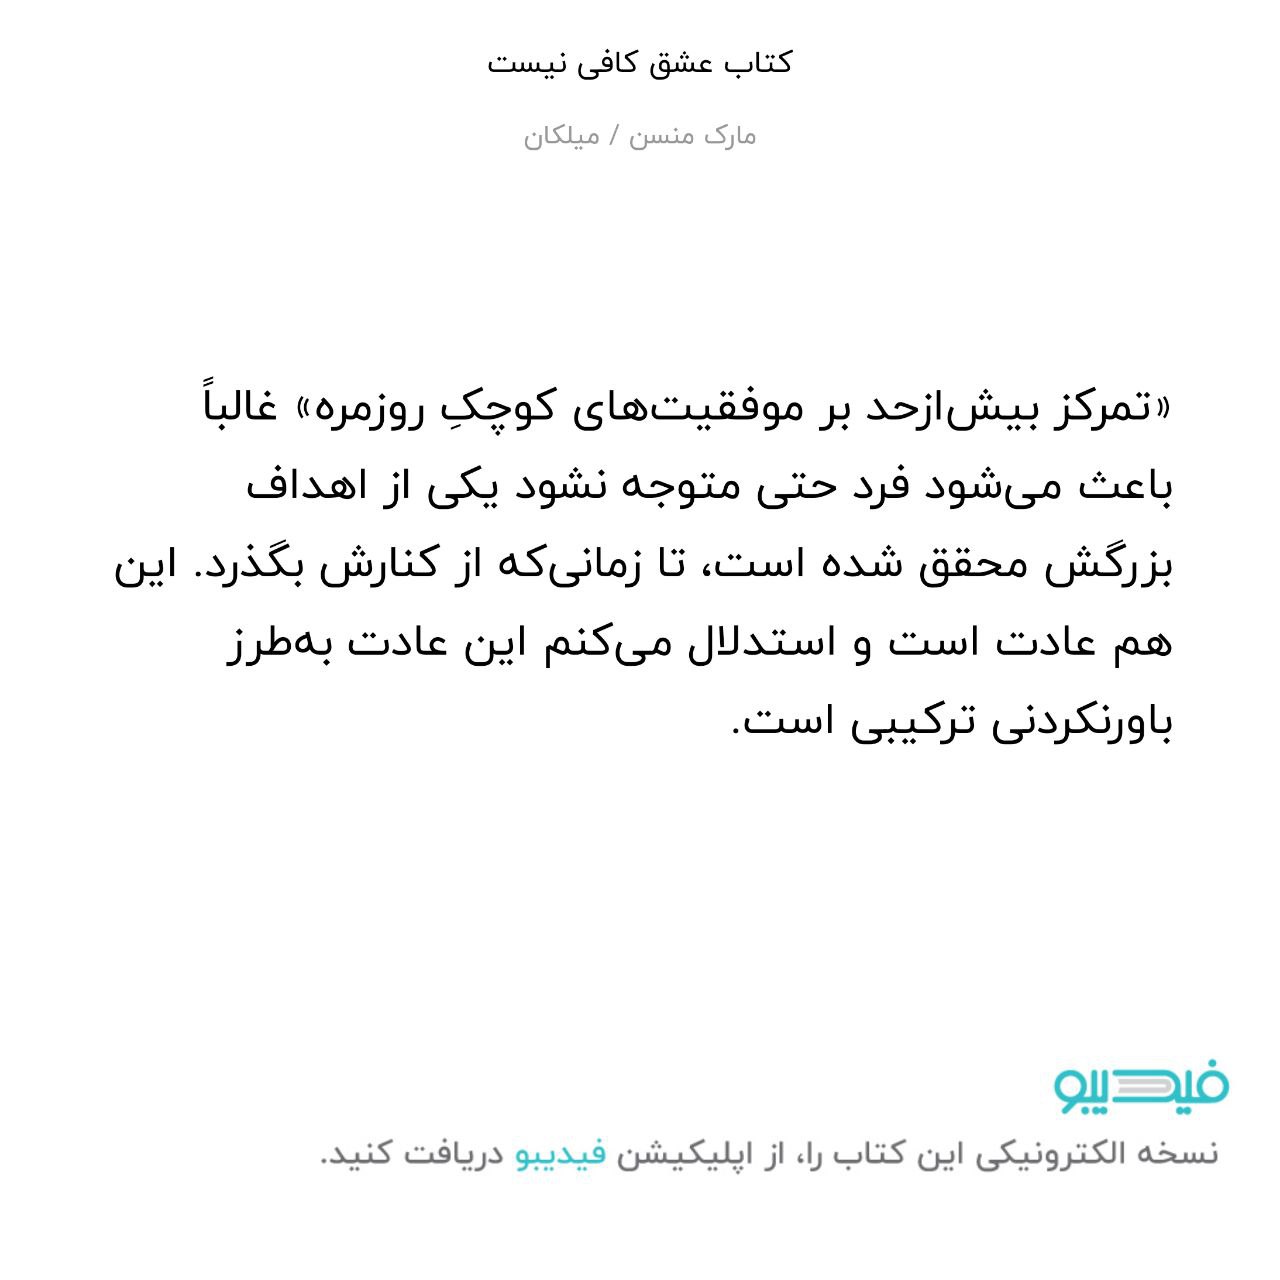 کتاب عشق کافی نیست
مارک منسن / میلکان
«تمرکز بیش‌ازحد بر موفقیت‌های کوچکِ روزمره» غالباً
باعث می‌شود فرد حتی متوجه نشود یکی از اهداف
بزرگش محقق شده است، تا زمانی‌که از کنارش بگذرد. این
هم عادت است و استدلال می‌کنم این عادت به‌طرز
باورنکردنی ترکیبی است.
فیدیبو
نسخه الکترونیکی این کتاب را، از اپلیکیشن فیدیبو دریافت کنید.